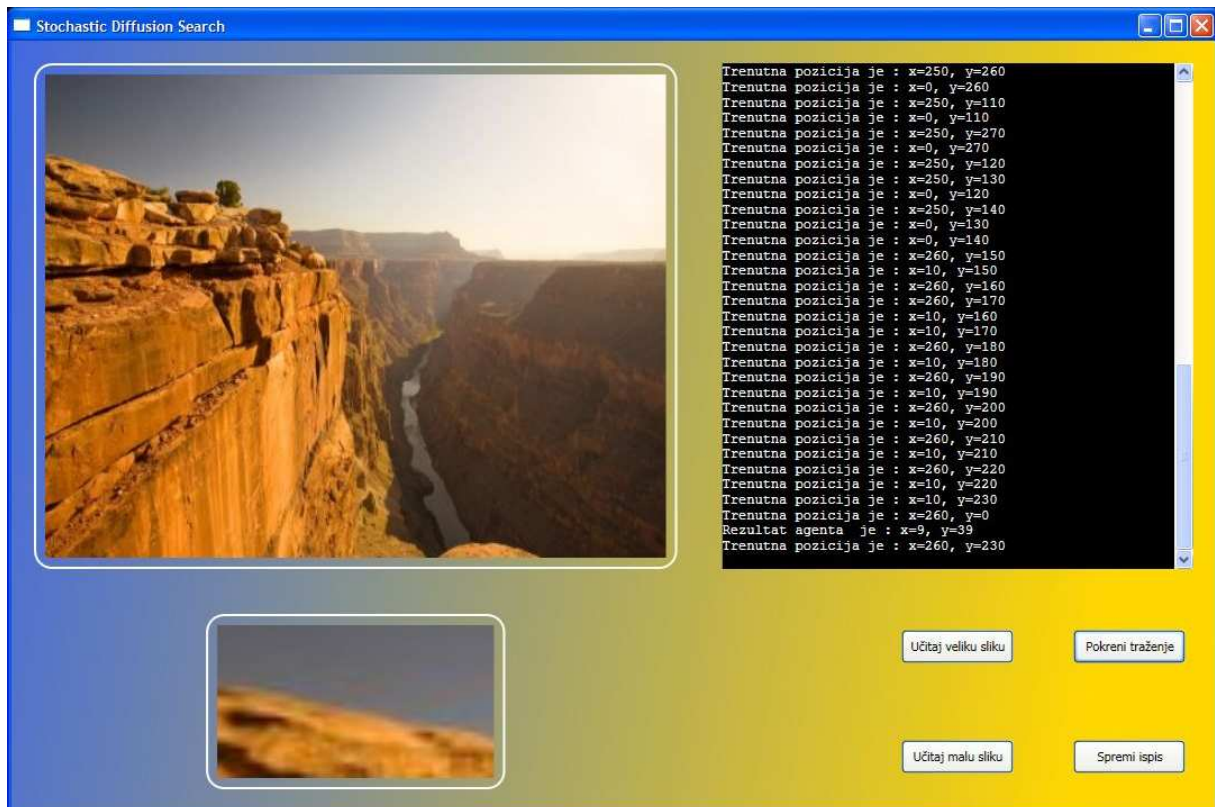 Stochastic Diffusion Search
Trenutna pozicija je : x=250, y=260
Trenutna pozicija je : x=0, y=260
Trenutna pozicija je : x=250, y=110
Trenutna pozicija je : x=0, y=110
Trenutna pozicija je : x=250, y=270
Trenutna pozicija je : x=0, y=270
Trenutna pozicija je : x=250, y=120
Trenutna pozicija je : x=250, y=130
Trenutna pozicija je : x=0, y=120
Trenutna pozicija je : x=250, y=140
Trenutna pozicija je : x=0, y=130
Trenutna pozicija je : x=0, y=140
Trenutna pozicija je : x=260, y=150
Trenutna pozicija je : x=10, y=150
Trenutna pozicija je : x=260, y=160
Trenutna pozicija je : x=260, y=170
Trenutna pozicija je : x=10, y=160
Trenutna pozicija je : x=10, y=170
Trenutna pozicija je : x=260, y=180
Trenutna pozicija je : x=10, y=180
Trenutna pozicija je : x=260, y=190
Trenutna pozicija je : x=10, y=190
Trenutna pozicija je : x=260, y=200
Trenutna pozicija je : x=10, y=200
Trenutna pozicija je : x=260, y=210
Trenutna pozicija je : x=10, y=210
Trenutna pozicija je : x=260, y=220
Trenutna pozicija je : x=10, y=220
Trenutna pozicija je : x=10, y=230
Trenutna pozicija je : x=260, y=0
Rezultat agenta  je : x=9, y=39
Trenutna pozicija je : x=260, y=230
Učitaj veliku sliku
Pokreni traženje
Učitaj malu sliku
Spremi ispis